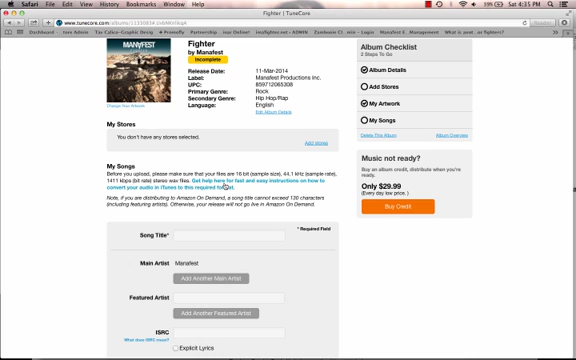 Safari File Edit View History Bookmarks Window Help
Sat 4:35 PM
Fighter | TuneCore
MANAFEST
Change Your Artwork
Fighter
by Manafest
Incomplete
Release Date: 11-Mar-2014
Label: Manafest Productions Inc.
UPC: 859712065308
Primary Genre: Rock
Secondary Genre: Hip Hop/Rap
Language: English
Edit Album Details
My Stores
You don't have any stores selected.
Add stores
My Songs
Before you upload, please make sure that your files are 16 bit (sample size), 44.1 kHz (sample rate),
1411 kbps (bit rate) stereo wav files. Get help here for fast and easy instructions on how to
convert your audio in iTunes to this required format.
Note, if you are distributing to Amazon On Demand, a song title cannot exceed 130 characters
(including featuring artists). Otherwise, your release will not go live in Amazon On Demand.
* Required Field
Song Title*
Main Artist Manafest
Add Another Main Artist
Featured Artist
Add Another Featured Artist
ISRC
What does ISRC mean?
Explicit Lyrics
Album Checklist
2 Steps To Go
Album Details
Add Stores
My Artwork
My Songs
Delete This Album Album Overview
Music not ready?
Buy an album credit, distribute when you're
ready.
Only $29.99
(Every day low price.)
Buy Credit